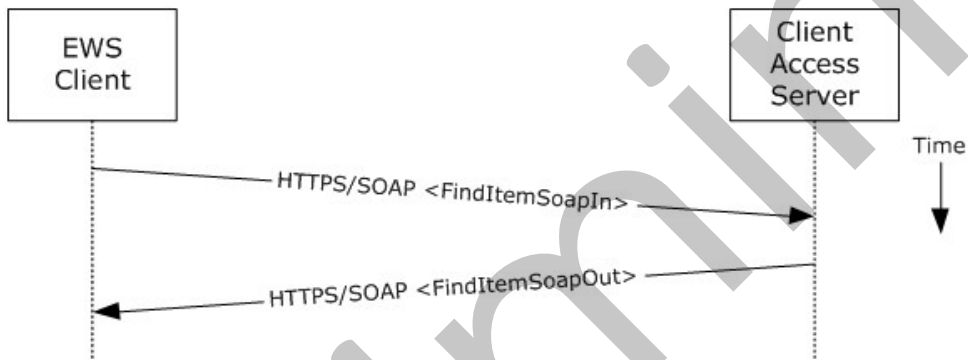 EWS
Client
Client
Access
Server
Time
HTTPS/SOAP <FindItemSoapIn>
HTTPS/SOAP <FindItemSoapOut>